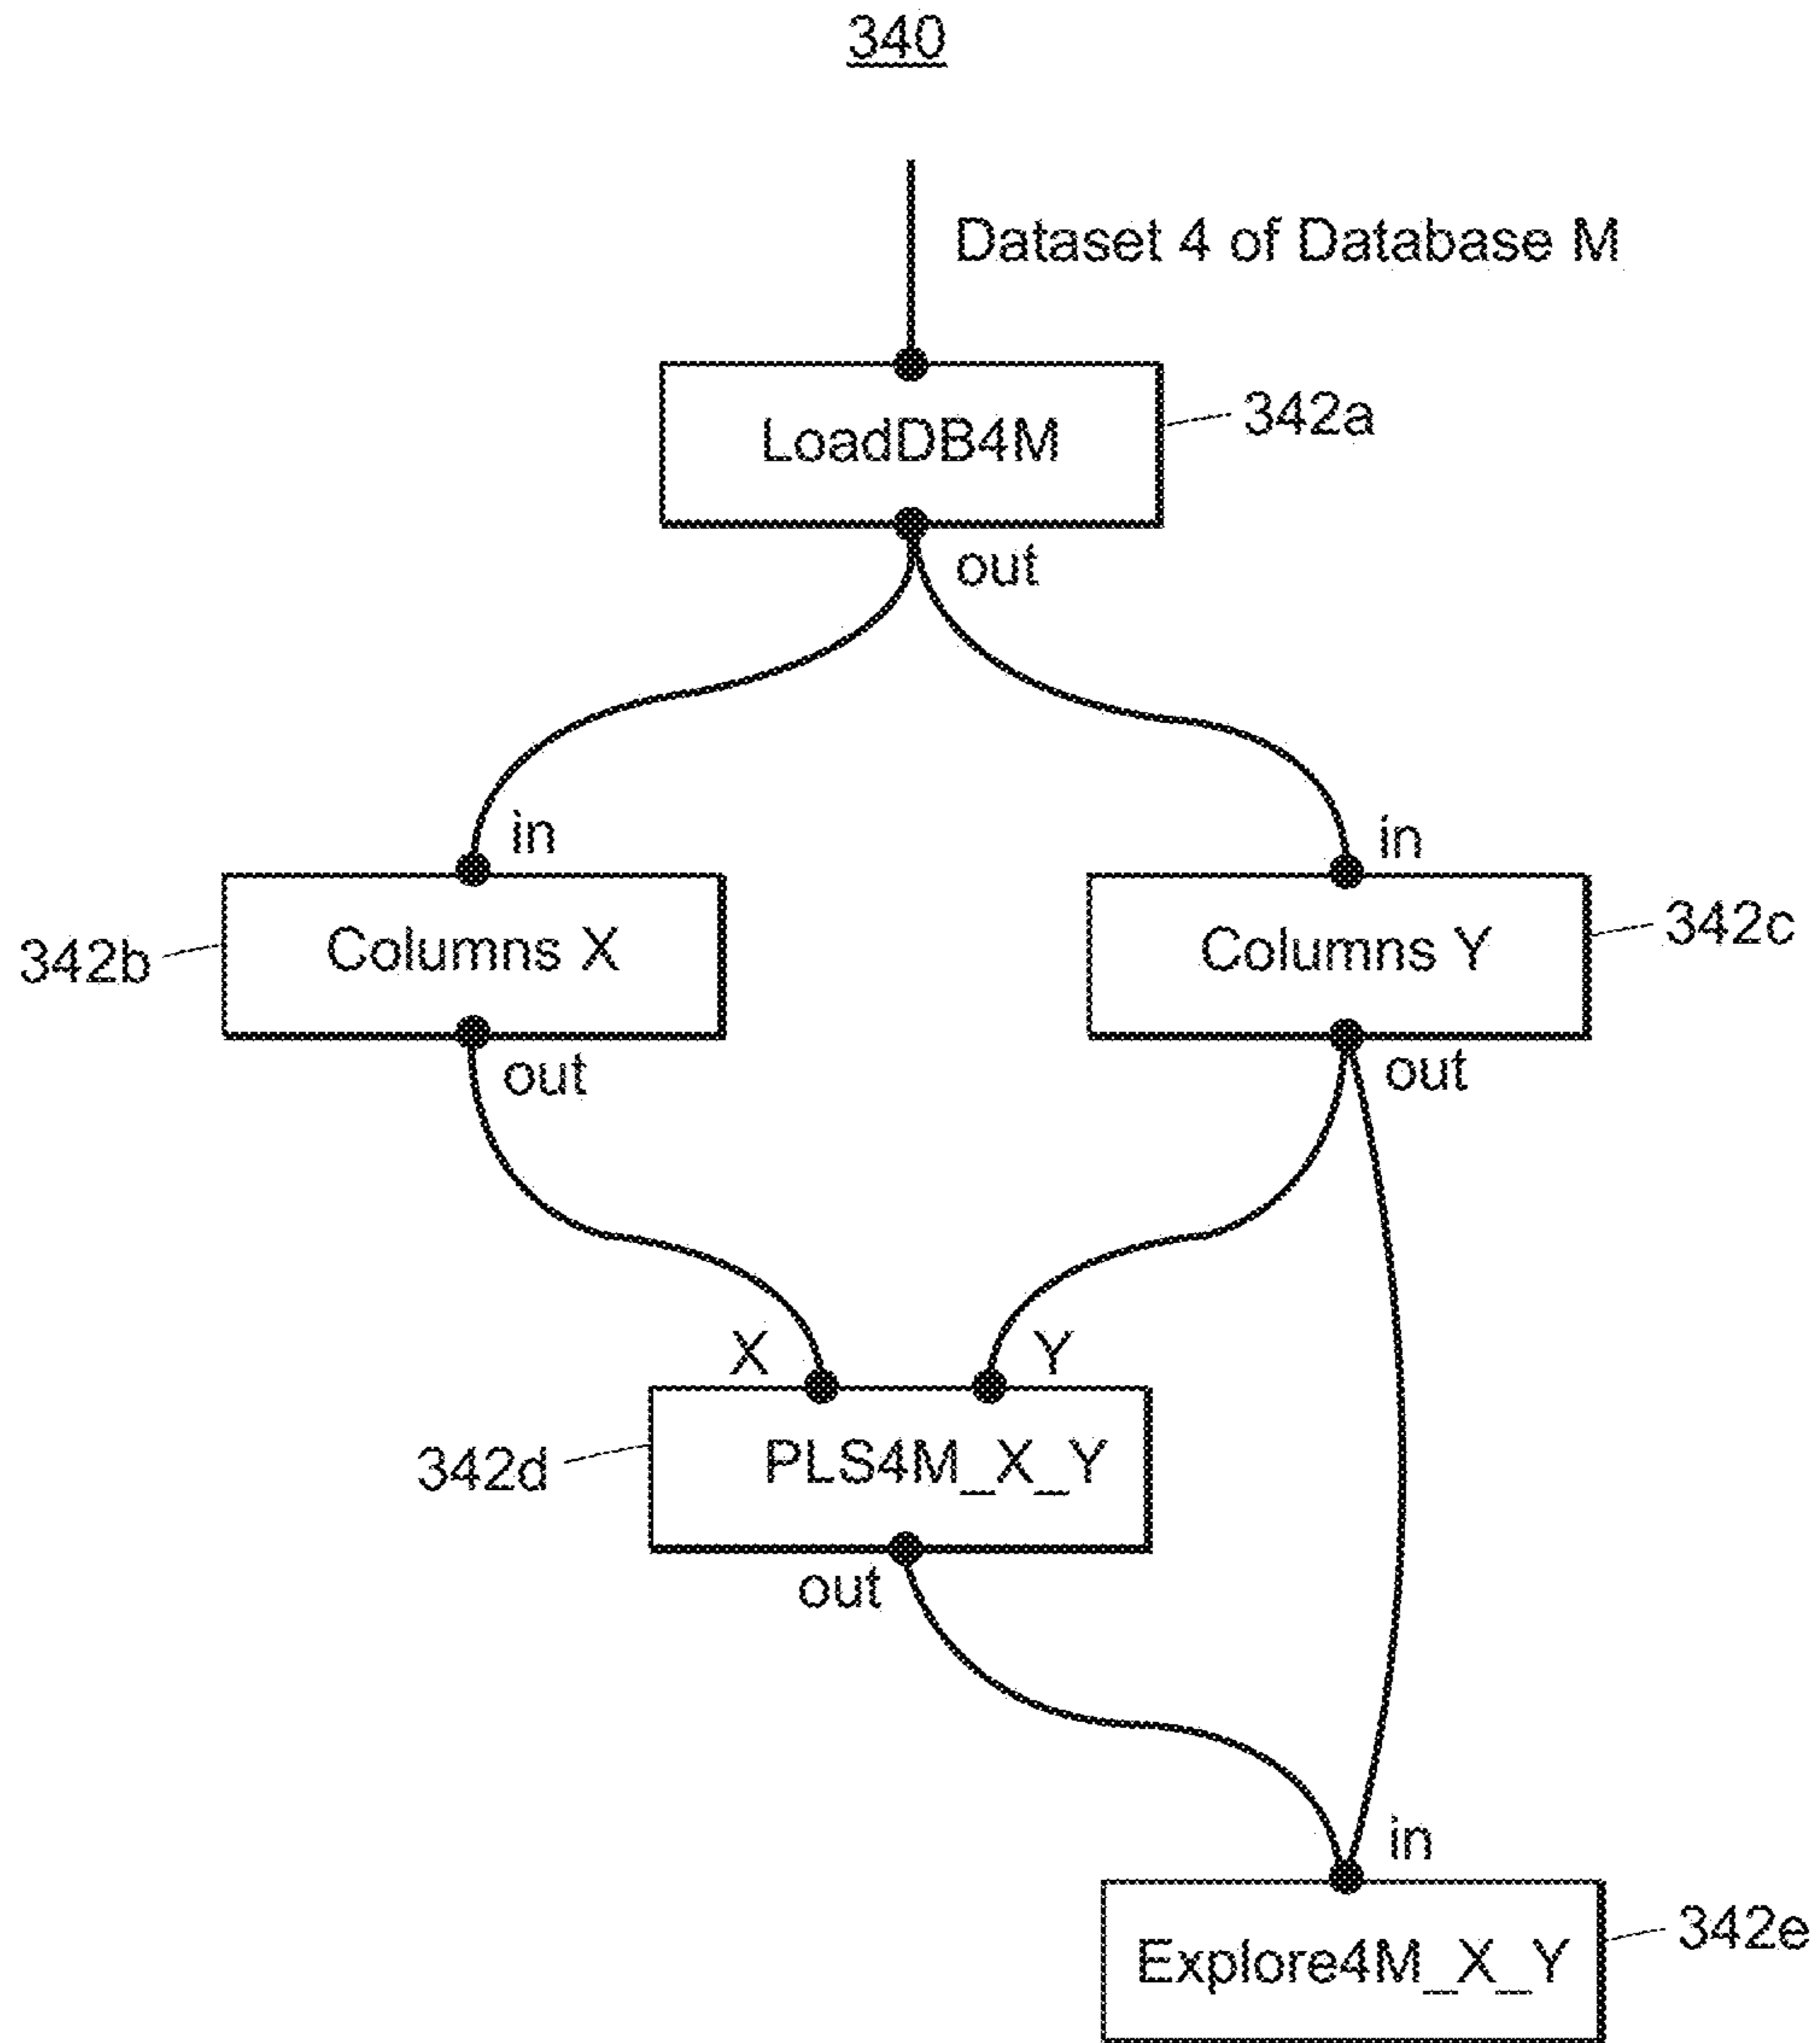 340
Dataset 4 of Database M
LoadDB4M
342a
out
in
in
Columns X
Columns Y
342b
342c
out
out
X
Y
PLS4M_X_Y
342d
out
in
Explore4M_X_Y
342e